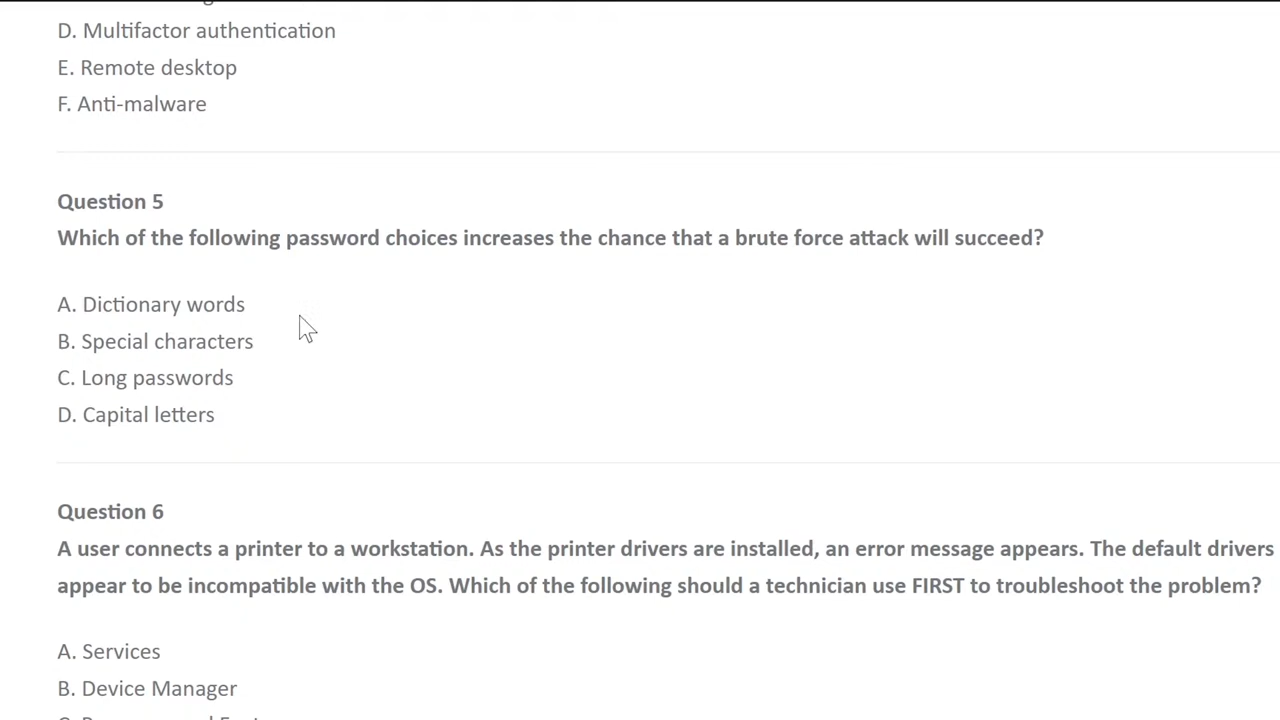 D. Multifactor authentication
E. Remote desktop
F. Anti-malware
Question 5
Which of the following password choices increases the chance that a brute force attack will succeed?
A. Dictionary words
B. Special characters
C. Long passwords
D. Capital letters
Question 6
A user connects a printer to a workstation. As the printer drivers are installed, an error message appears. The default drivers
appear to be incompatible with the OS. Which of the following should a technician use FIRST to troubleshoot the problem?
A. Services
B. Device Manager